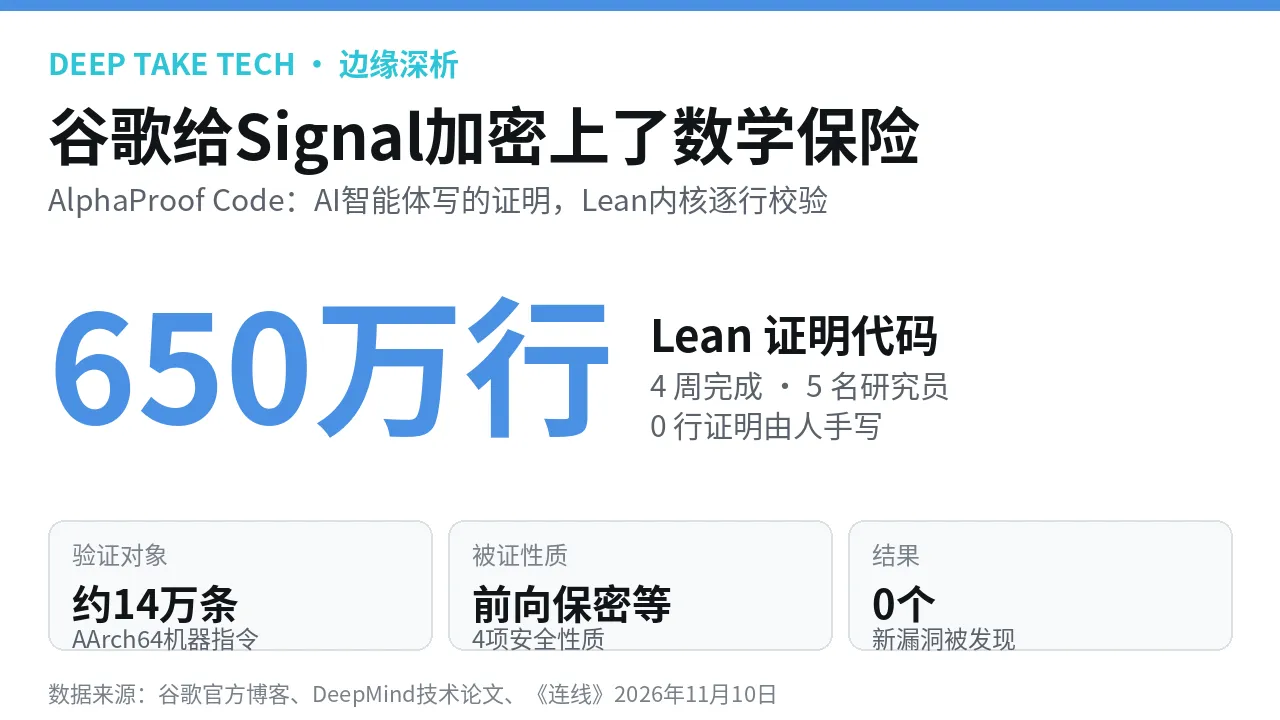 DEEP TAKE TECH · 边缘深析
谷歌给Signal加密上了数学保险
AlphaProof Code：AI智能体写的证明，Lean内核逐行校验
650万行
Lean 证明代码
4 周完成 · 5 名研究员
0 行证明由人手写
验证对象
约14万条
AArch64机器指令
被证性质
前向保密等
4项安全性质
结果
0个
新漏洞被发现
数据来源：谷歌官方博客、DeepMind技术论文、《连线》2026年11月10日